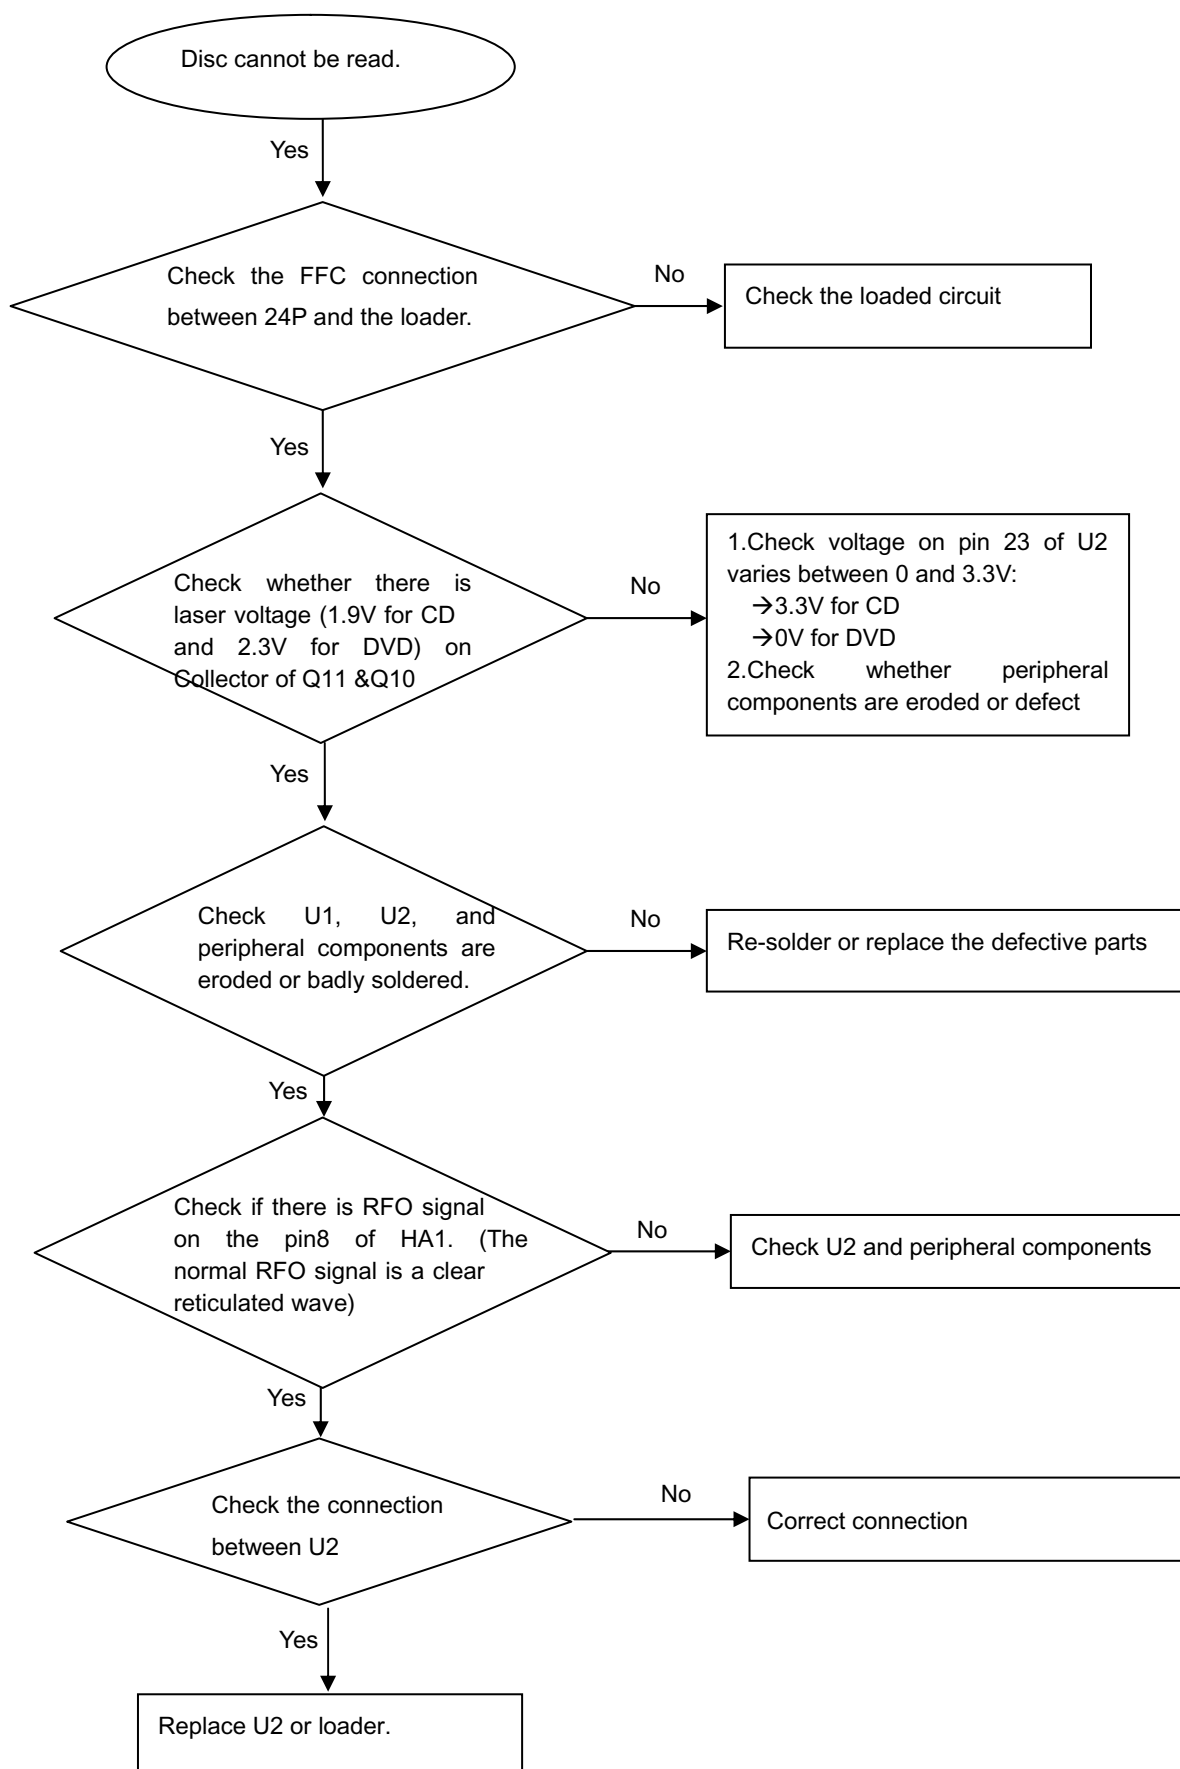 Disc cannot be read.
Yes
Check the FFC connection
between 24P and the loader.
No
Check the loaded circuit
Yes
Check whether there is
laser voltage (1.9V for CD
and 2.3V for DVD) on
Collector of Q11 &Q10
No
1.Check voltage on pin 23 of U2
varies between 0 and 3.3V:
→3.3V for CD
→0V for DVD
2.Check whether peripheral
components are eroded or defect
Yes
Check U1, U2, and
peripheral components are
eroded or badly soldered.
No
Re-solder or replace the defective parts
Yes
Check if there is RFO signal
on the pin8 of HA1. (The
normal RFO signal is a clear
reticulated wave)
No
Check U2 and peripheral components
Yes
Check the connection
between U2
No
Correct connection
Yes
Replace U2 or loader.